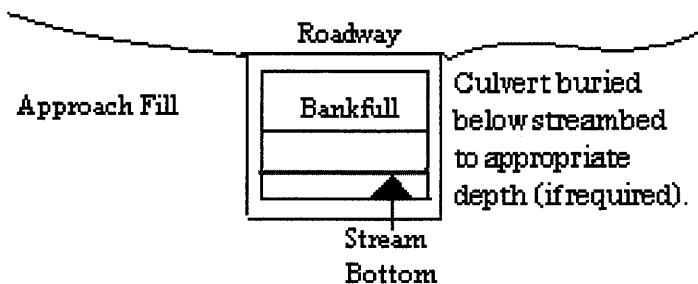 Roadway
Approach Fill
Bankfull
Culvert buried
below streambed
to appropriate
depth (if required).
Stream
Bottom